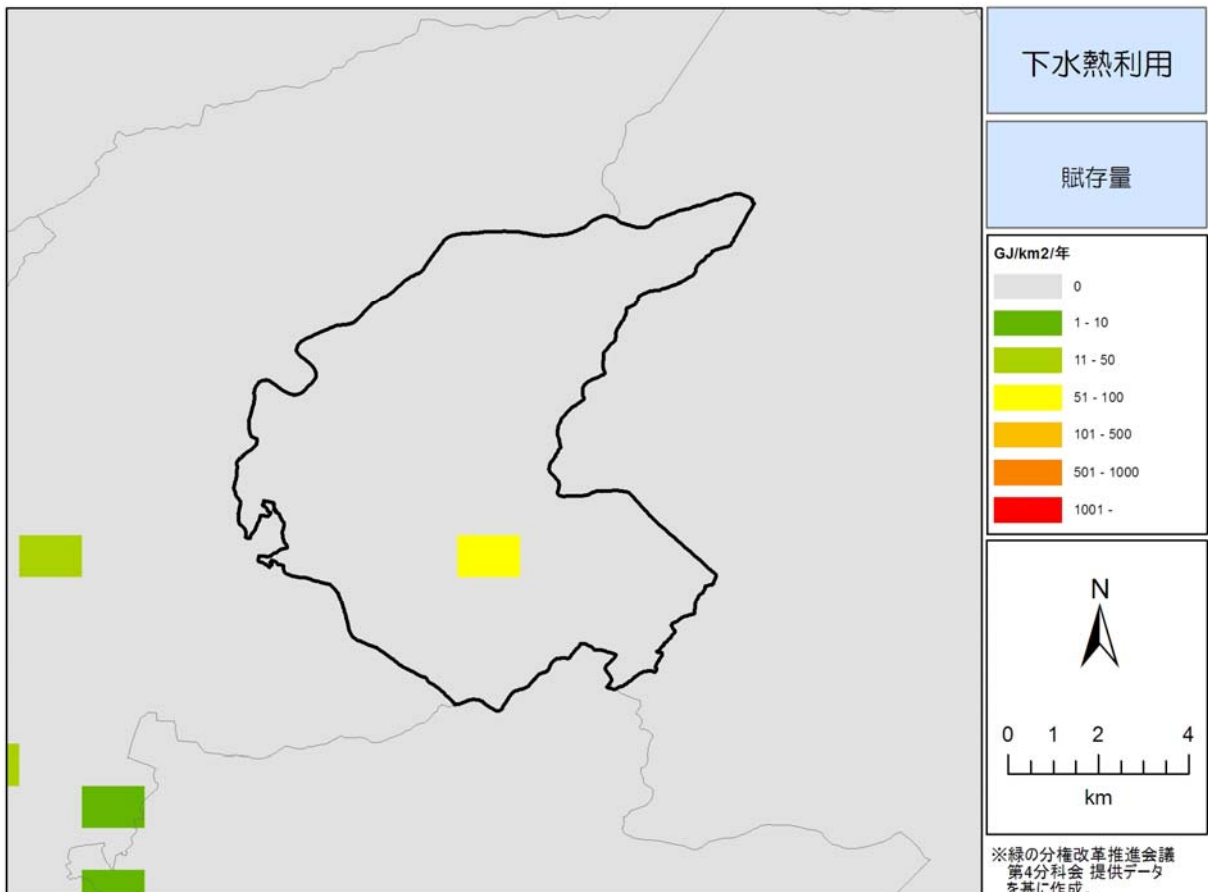 下水熱利用
賦存量
GJ/km2/年
0
1 - 10
11 - 50
51 - 100
101 - 500
501 - 1000
1001 -
N
0 1 2 4
km
※緑の分権改革推進会議
第4分科会 提供データ
を基に作成。